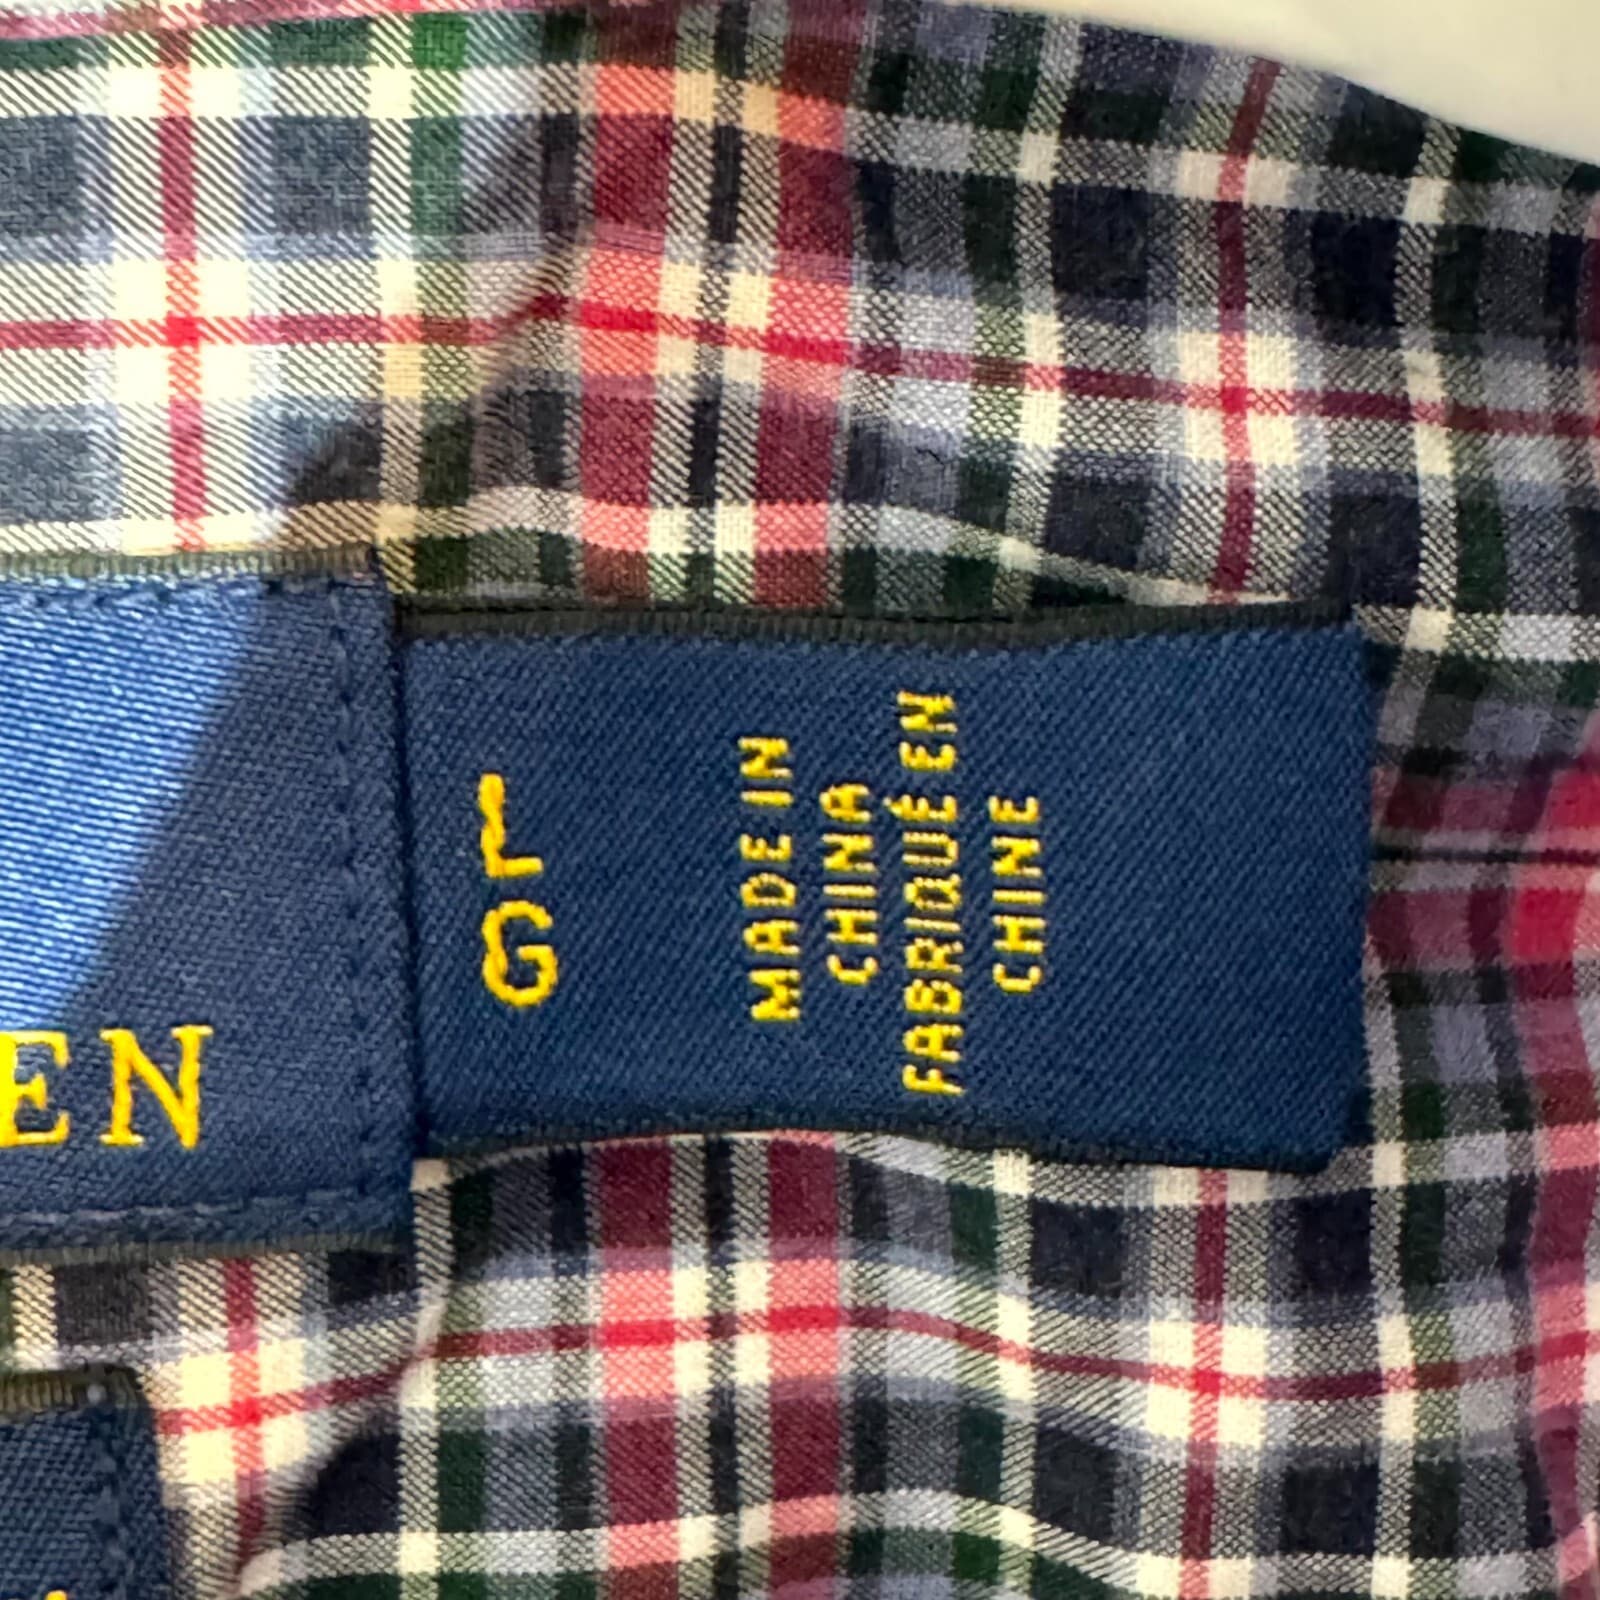 EN
L
G
MADE IN
CHINA
FABRIQUÉ EN
CHINE